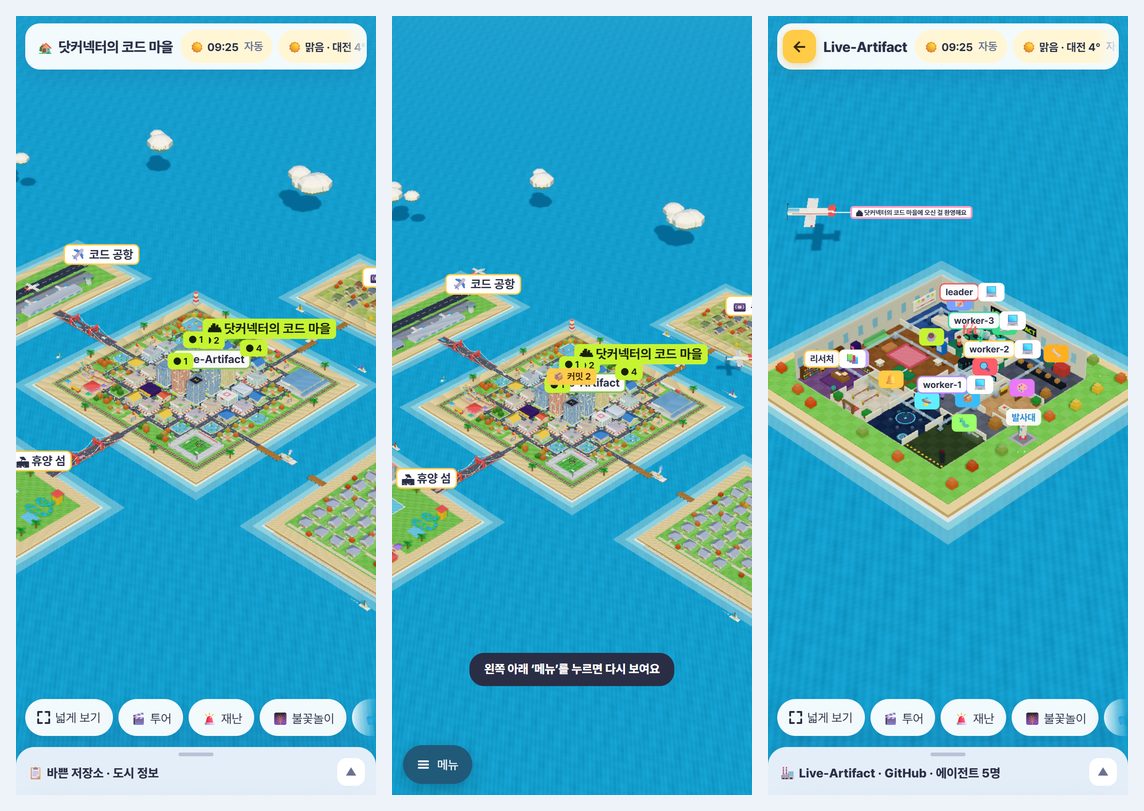 닷커넥터의 코드 마을
09:25 자동
맑음 · 대전 4°
코드 공항
닷커넥터의 코드 마을
1
2
4
1
e-Artifact
휴양 섬
넓게 보기
투어
재난
불꽃놀이
바쁜 저장소 · 도시 정보
코드 공항
닷커넥터의 코드 마을
1
2
4
커밋 2
tifact
휴양 섬
왼쪽 아래 ‘메뉴’를 누르면 다시 보여요
메뉴
Live-Artifact
09:25 자동
맑음 · 대전 4° 자
닷커넥터의 코드 마을에 오신 걸 환영해요
leader
worker-3
worker-2
리서처
worker-1
발사대
넓게 보기
투어
재난
불꽃놀이
Live-Artifact · GitHub · 에이전트 5명